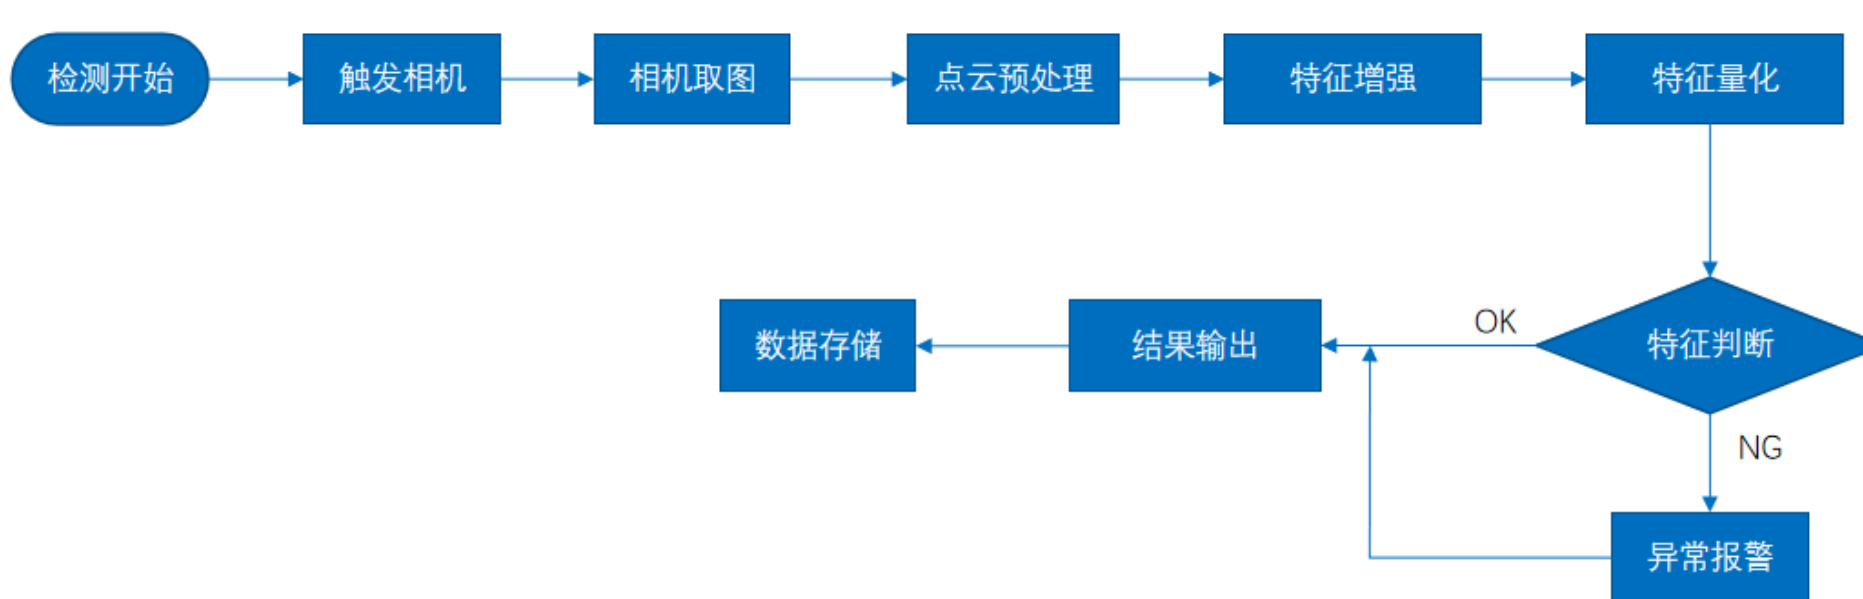 检测开始
触发相机
相机取图
点云预处理
特征增强
特征量化
特征判断
OK
结果输出
数据存储
NG
异常报警